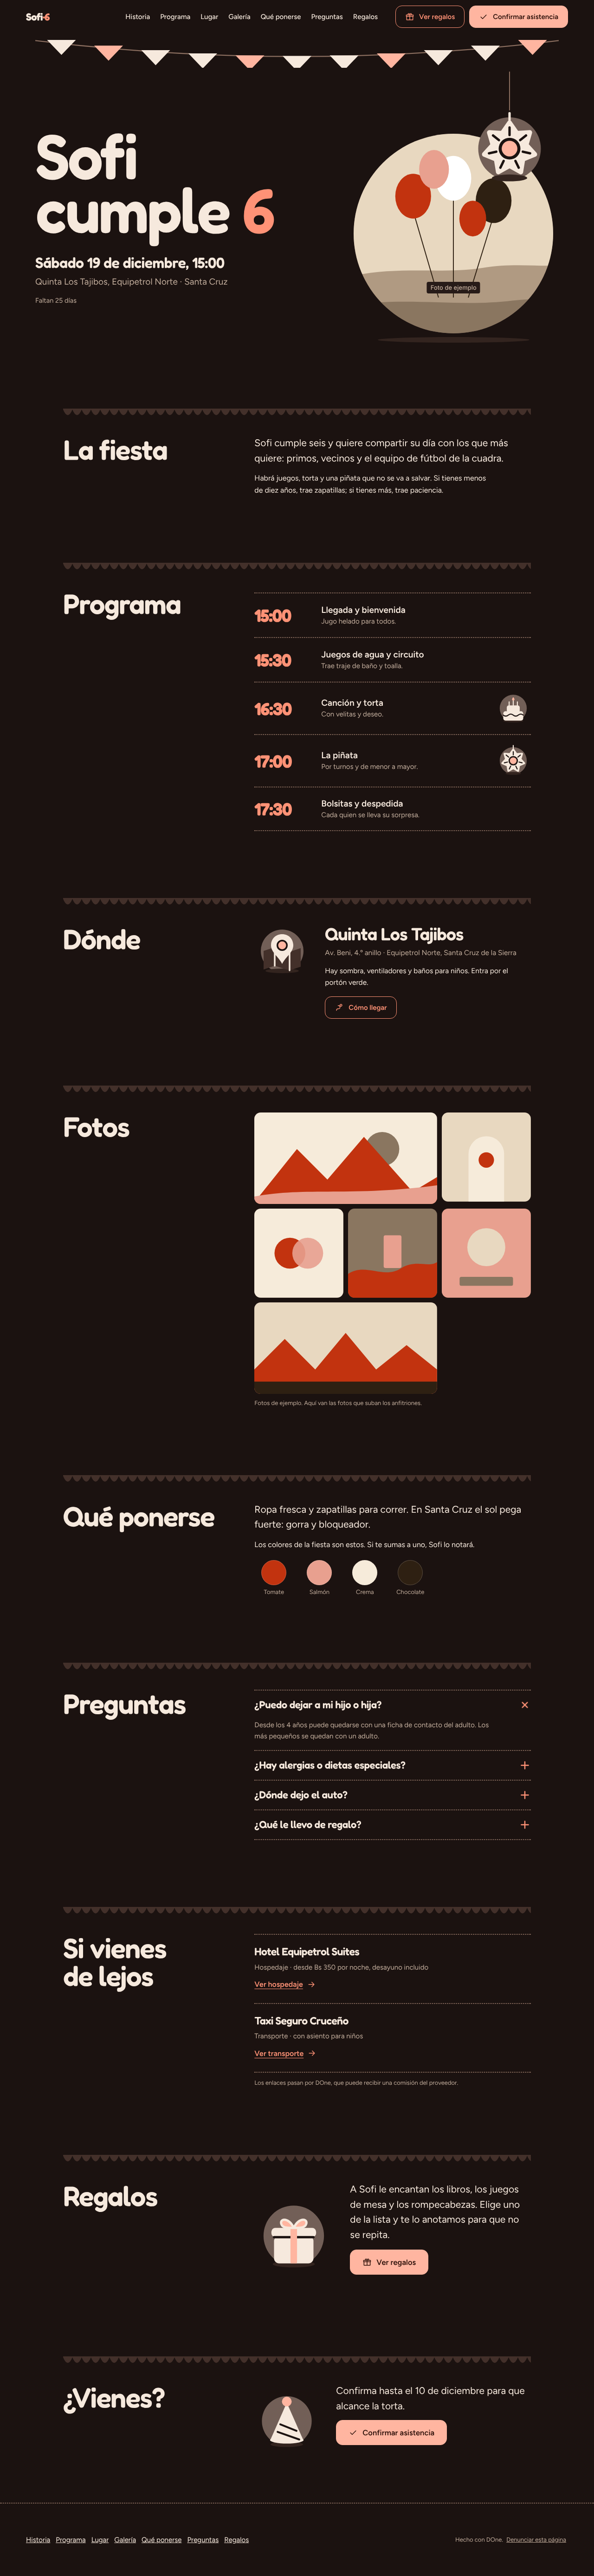 Sofi 6
Historia Programa Lugar Galería Qué ponerse Preguntas Regalos Ver regalos Confirmar asistencia
Sofi
cumple 6
Sábado 19 de diciembre, 15:00
Quinta Los Tajibos, Equipetrol Norte · Santa Cruz
Faltan 25 días
Foto de ejemplo
La fiesta
Sofi cumple seis y quiere compartir su día con los que más
quiere: primos, vecinos y el equipo de fútbol de la cuadra.
Habrá juegos, torta y una piñata que no se va a salvar. Si tienes menos
de diez años, trae zapatillas; si tienes más, trae paciencia.
Programa
15:00 Llegada y bienvenida
Jugo helado para todos.
15:30 Juegos de agua y circuito
Trae traje de baño y toalla.
16:30 Canción y torta
Con velitas y deseo.
17:00 La piñata
Por turnos y de menor a mayor.
17:30 Bolsitas y despedida
Cada quien se lleva su sorpresa.
Dónde
Quinta Los Tajibos
Av. Beni, 4.º anillo · Equipetrol Norte, Santa Cruz de la Sierra
Hay sombra, ventiladores y baños para niños. Entra por el
portón verde.
Cómo llegar
Fotos
Fotos de ejemplo. Aquí van las fotos que suban los anfitriones.
Qué ponerse
Ropa fresca y zapatillas para correr. En Santa Cruz el sol pega
fuerte: gorra y bloqueador.
Los colores de la fiesta son estos. Si te sumas a uno, Sofi lo notará.
Tomate Salmón Crema Chocolate
Preguntas
¿Puedo dejar a mi hijo o hija?
Desde los 4 años puede quedarse con una ficha de contacto del adulto. Los
más pequeños se quedan con un adulto.
¿Hay alergias o dietas especiales?
¿Dónde dejo el auto?
¿Qué le llevo de regalo?
Si vienes
de lejos
Hotel Equipetrol Suites
Hospedaje · desde Bs 350 por noche, desayuno incluido
Ver hospedaje
Taxi Seguro Cruceño
Transporte · con asiento para niños
Ver transporte
Los enlaces pasan por DOne, que puede recibir una comisión del proveedor.
Regalos
A Sofi le encantan los libros, los juegos
de mesa y los rompecabezas. Elige uno
de la lista y te lo anotamos para que no
se repita.
Ver regalos
¿Vienes?
Confirma hasta el 10 de diciembre para que
alcance la torta.
Confirmar asistencia
Historia Programa Lugar Galería Qué ponerse Preguntas Regalos
Hecho con DOne. Denunciar esta página